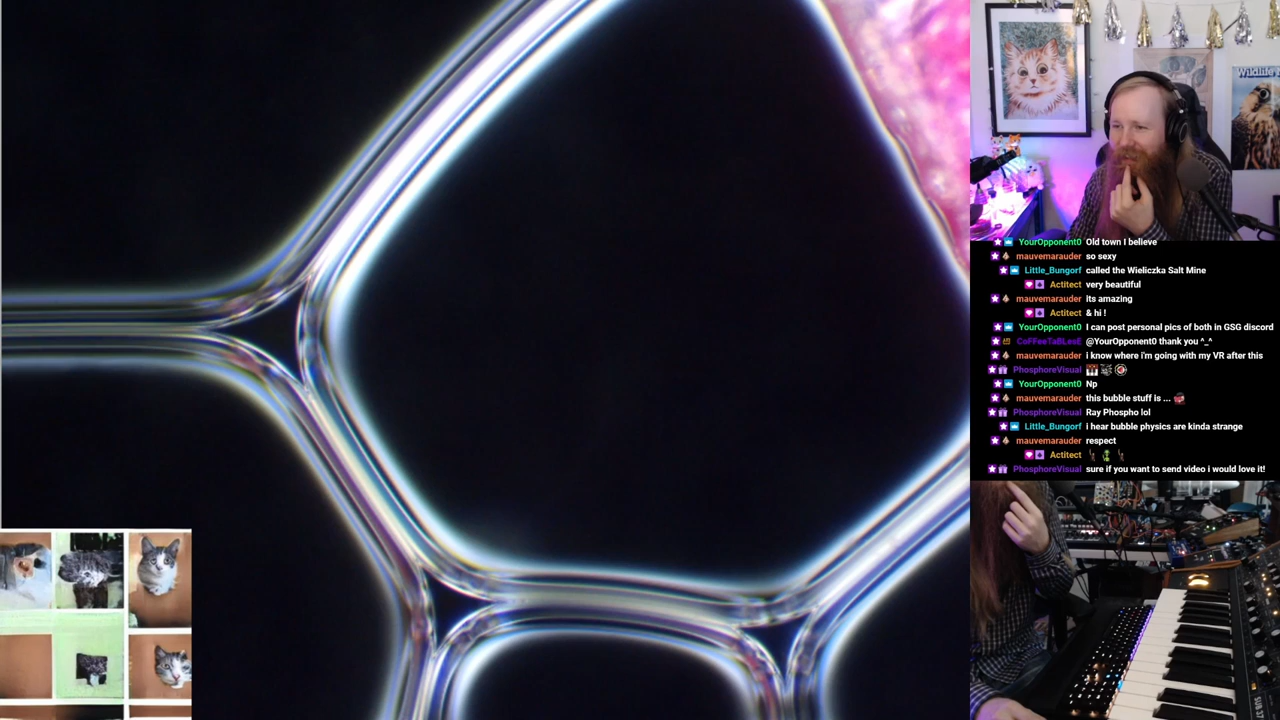 Wildlife
YourOpponent0 Old town I believe
mauvemarauder so sexy
Little_Bungorf called the Wieliczka Salt Mine
Actitect very beautiful
mauvemarauder its amazing
Actitect & hi !
YourOpponent0 I can post personal pics of both in GSG discord
CoFFeeTaBLesE @YourOpponent0 thank you ^_^
mauvemarauder i know where i'm going with my VR after this
PhosphoreVisual
YourOpponent0 Np
mauvemarauder this bubble stuff is ...
PhosphoreVisual Ray Phospho lol
Little_Bungorf i hear bubble physics are kinda strange
mauvemarauder respect
Actitect
PhosphoreVisual sure if you want to send video i would love it!